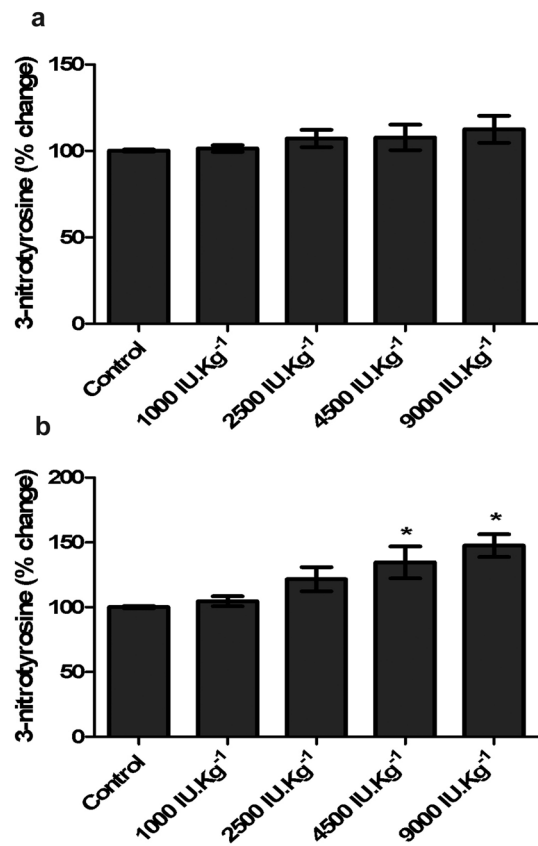 a
3-nitrotyrosine (% change)
150
100
50
0
Control
1000 IU.Kg⁻¹
2500 IU.Kg⁻¹
4500 IU.Kg⁻¹
9000 IU.Kg⁻¹
b
3-nitrotyrosine (% change)
200
150
100
50
0
*
*
Control
1000 IU.Kg⁻¹
2500 IU.Kg⁻¹
4500 IU.Kg⁻¹
9000 IU.Kg⁻¹